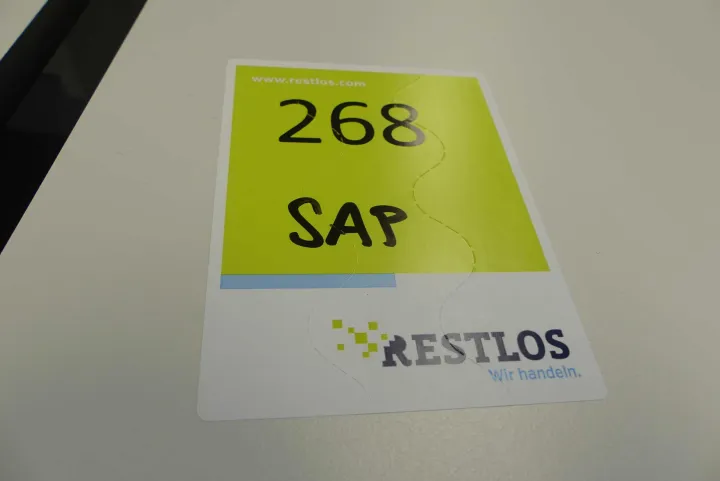 www.restlos.com
268
SAP
RESTLOS
Wir handeln.